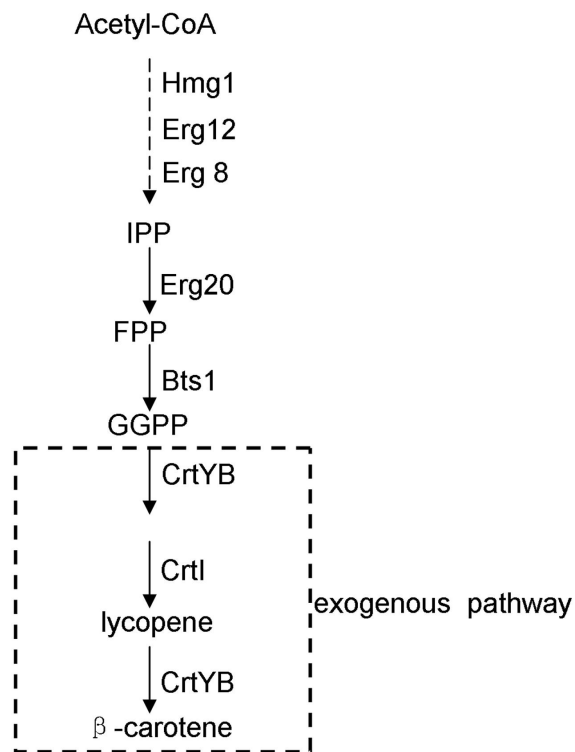 Acetyl-CoA
Hmg1
Erg12
Erg 8
IPP
Erg20
FPP
Bts1
GGPP
CrtYB
CrtI
exogenous pathway
lycopene
CrtYB
β-carotene